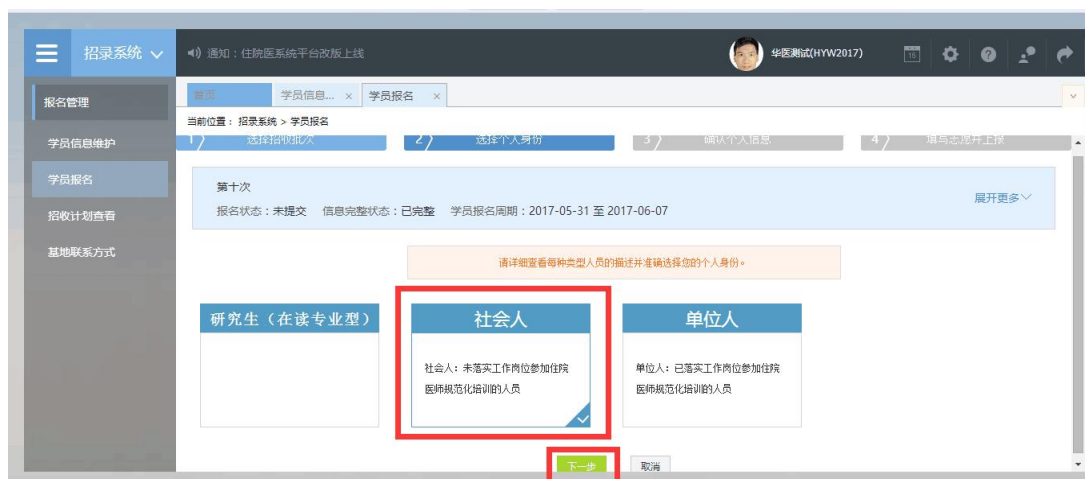 招录系统
通知：住院医系统平台改版上线
华医测试(HYW2017)
16
报名管理
首页
学员信息... ×
学员报名 ×
当前位置： 招录系统 > 学员报名
学员信息维护
学员报名
招收计划查看
基地联系方式
1 选择招收批次
2 选择个人身份
3 确认个人信息
4 填写志愿并上报
第十次
报名状态：未提交 信息完整状态：已完整 学员报名周期：2017-05-31 至 2017-06-07
展开更多
请详细查看每种类型人员的描述并准确选择您的个人身份。
研究生（在读专业型）
社会人
社会人：未落实工作岗位参加住院
医师规范化培训的人员
单位人
单位人：已落实工作岗位参加住院
医师规范化培训的人员
下一步
取消